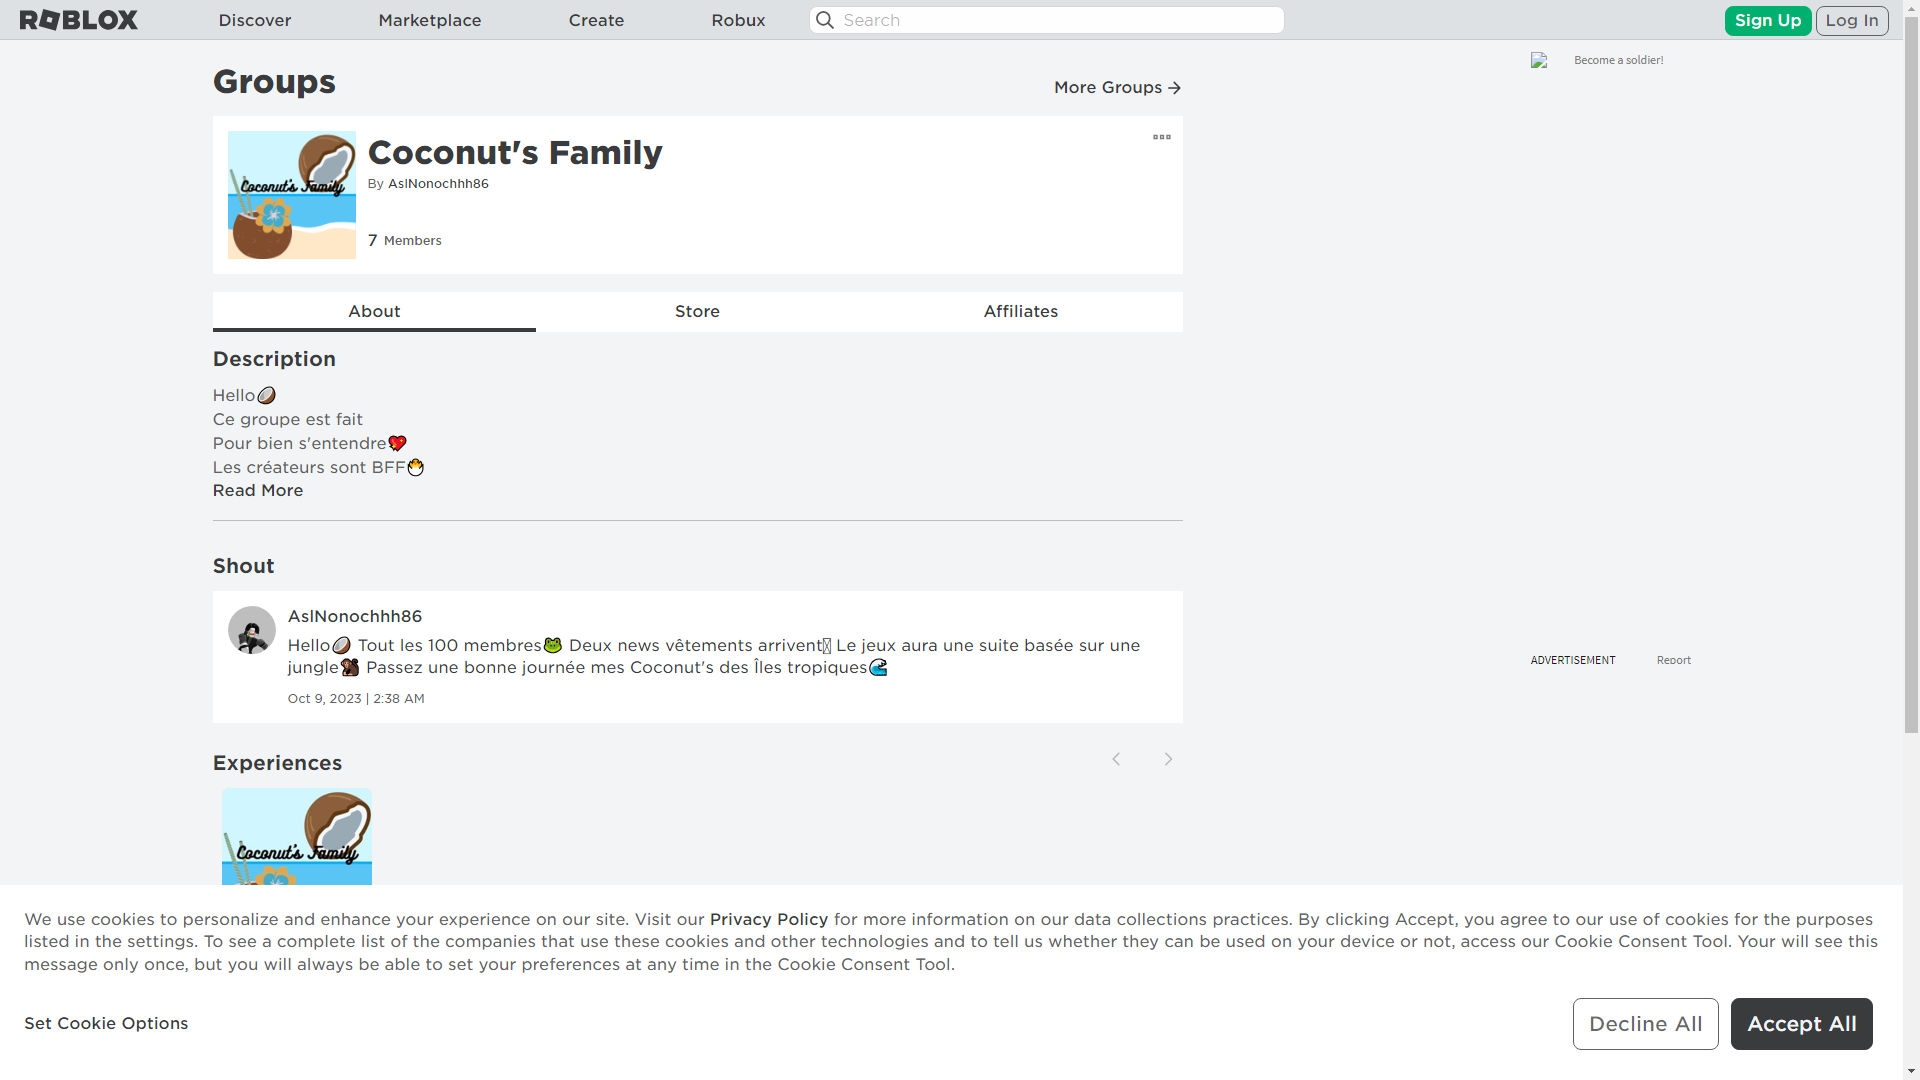 ROBLOX
Discover
Marketplace
Create
Robux
Search
Sign Up
Log In
Become a soldier!
Groups
More Groups
Coconut's Family
Coconut's Family
By AslNonochhh86
7 Members
About
Store
Affiliates
Description
Hello🥥
Ce groupe est fait
Pour bien s'entendre💖
Les créateurs sont BFF🐣
Read More
Shout
AslNonochhh86
Hello🥥 Tout les 100 membres🐸 Deux news vêtements arrivent Le jeux aura une suite basée sur une
jungle🦍 Passez une bonne journée mes Coconut's des Îles tropiques🌊
Oct 9, 2023 | 2:38 AM
ADVERTISEMENT
Report
Experiences
Coconut's Family
We use cookies to personalize and enhance your experience on our site. Visit our Privacy Policy for more information on our data collections practices. By clicking Accept, you agree to our use of cookies for the purposes
listed in the settings. To see a complete list of the companies that use these cookies and other technologies and to tell us whether they can be used on your device or not, access our Cookie Consent Tool. Your will see this
message only once, but you will always be able to set your preferences at any time in the Cookie Consent Tool.
Set Cookie Options
Decline All
Accept All